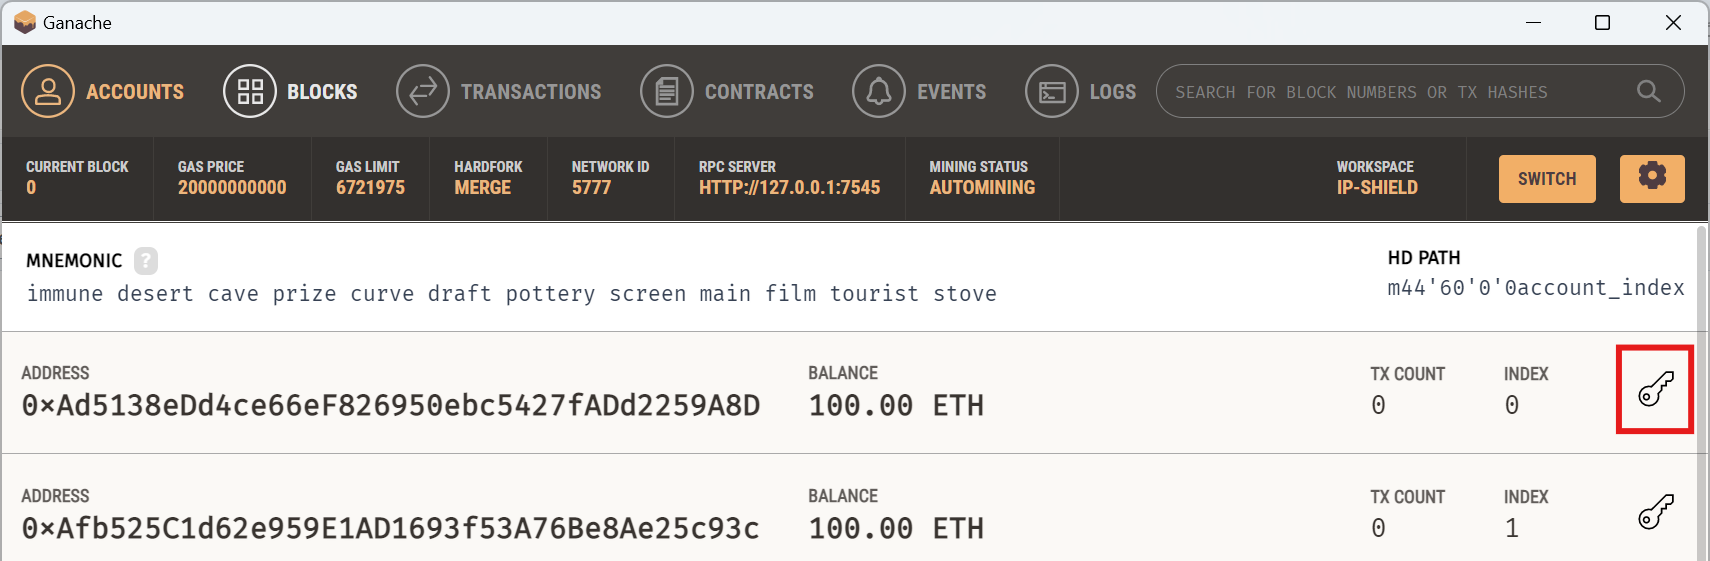 Ganache
ACCOUNTS BLOCKS TRANSACTIONS CONTRACTS EVENTS LOGS SEARCH FOR BLOCK NUMBERS OR TX HASHES
CURRENT BLOCK GAS PRICE GAS LIMIT HARDFORK NETWORK ID RPC SERVER MINING STATUS WORKSPACE
0 20000000000 6721975 MERGE 5777 HTTP://127.0.0.1:7545 AUTOMINING IP-SHIELD SWITCH
MNEMONIC ? HD PATH
immune desert cave prize curve draft pottery screen main film tourist stove m44'60'0'0account_index
ADDRESS BALANCE TX COUNT INDEX
0×Ad5138eDd4ce66eF826950ebc5427fADd2259A8D 100.00 ETH 0 0
ADDRESS BALANCE TX COUNT INDEX
0×Afb525C1d62e959E1AD1693f53A76Be8Ae25c93c 100.00 ETH 0 1